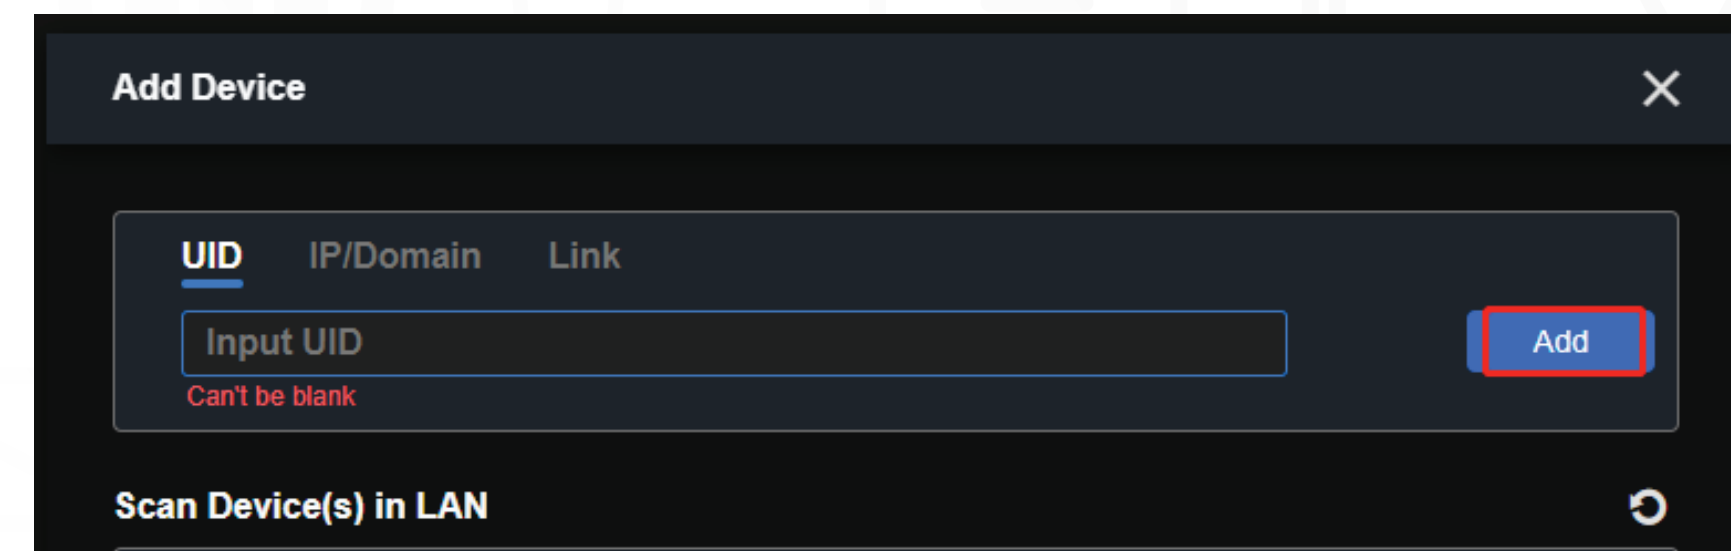 Add Device
UID IP/Domain Link
Input UID
Add
Can't be blank
Scan Device(s) in LAN